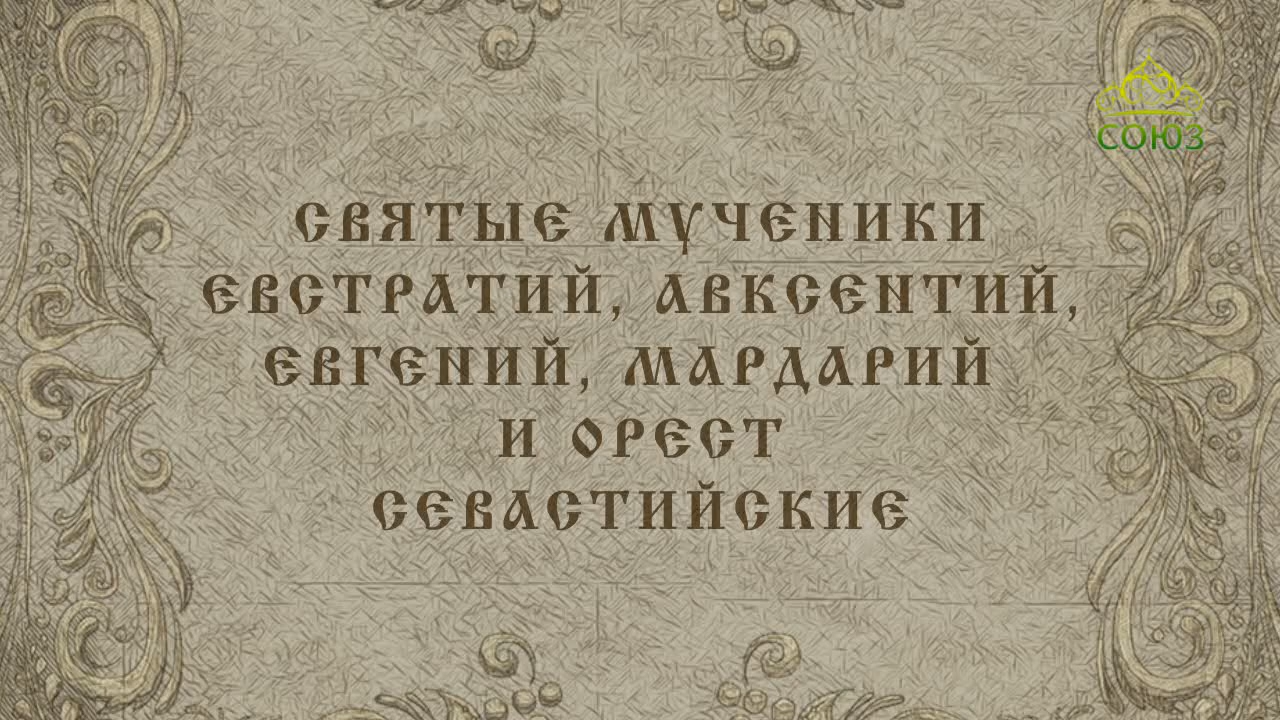 СОЮЗ
СВЯТЫЕ МУЧЕНИКИ
ЕВСТРАТИЙ, АВКСЕНТИЙ,
ЕВГЕНИЙ, МАРДАРИЙ
И ОРЕСТ
СЕВАСТИЙСКИЕ